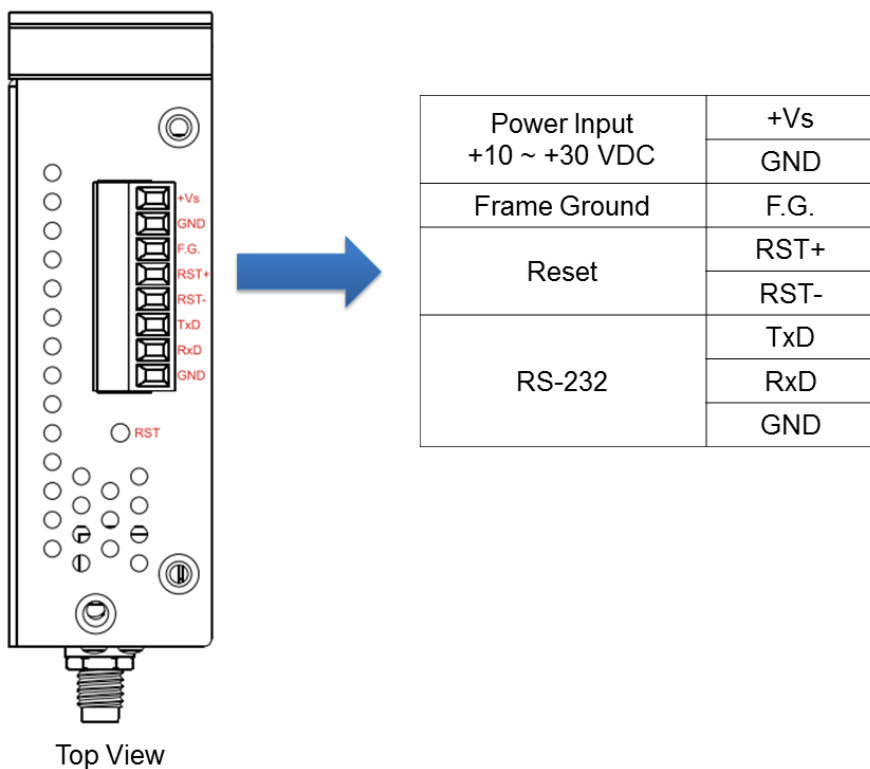 +Vs
GND
F.G.
RST+
RST-
TxD
RxD
GND
RST
Top View
Power Input
+10 ~ +30 VDC
+Vs
GND
Frame Ground
F.G.
Reset
RST+
RST-
RS-232
TxD
RxD
GND